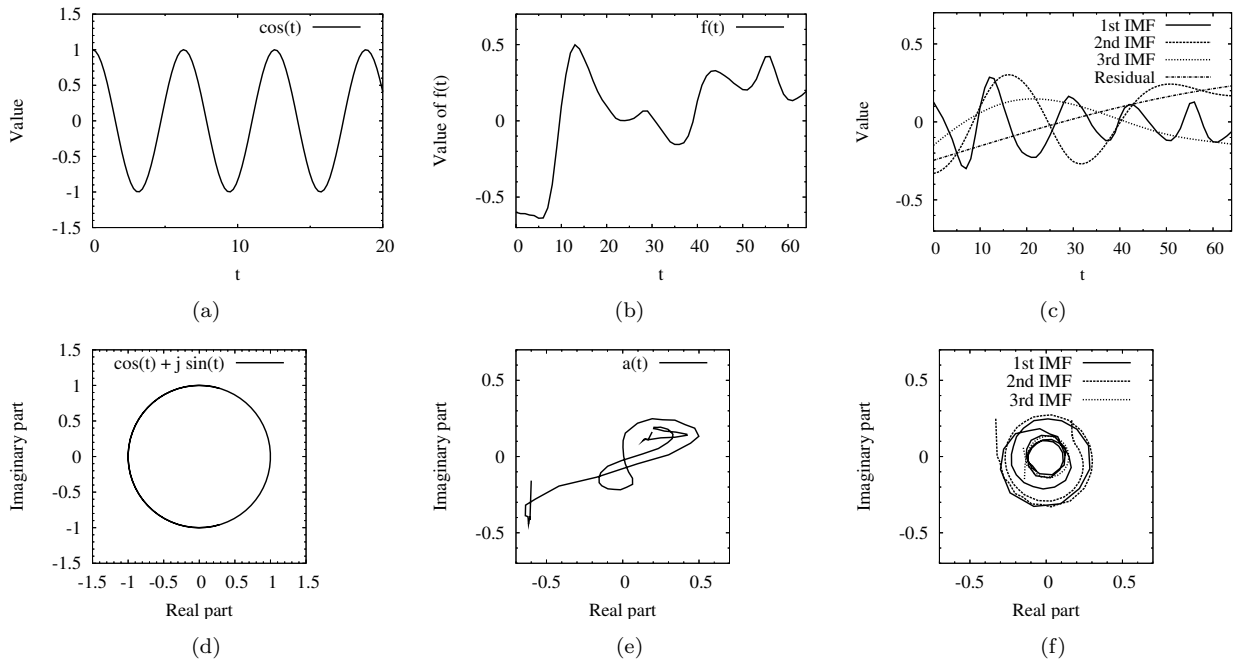 cos(t)
Value
1.5
1
0.5
0
-0.5
-1
-1.5
0 10 20
t
(a)
f(t)
Value of f(t)
0.5
0
-0.5
0 10 20 30 40 50 60
t
(b)
1st IMF
2nd IMF
3rd IMF
Residual
Value
0.5
0
-0.5
0 10 20 30 40 50 60
t
(c)
cos(t) + j sin(t)
Imaginary part
1.5
1
0.5
0
-0.5
-1
-1.5
-1.5 -1 -0.5 0 0.5 1 1.5
Real part
(d)
a(t)
Imaginary part
0.5
0
-0.5
-0.5 0 0.5
Real part
(e)
1st IMF
2nd IMF
3rd IMF
Imaginary part
0.5
0
-0.5
-0.5 0 0.5
Real part
(f)